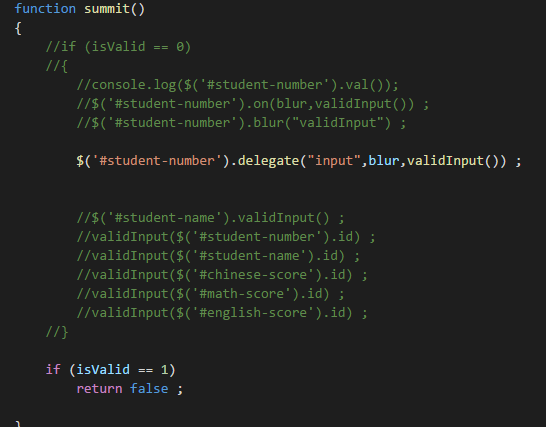 function summit()
{
//if (isValid == 0)
//{
//console.log($('#student-number').val());
//$('#student-number').on(blur,validInput()) ;
//$('#student-number').blur("validInput") ;
$('#student-number').delegate("input",blur,validInput()) ;
//$('#student-name').validInput() ;
//validInput($('#student-number').id) ;
//validInput($('#student-name').id) ;
//validInput($('#chinese-score').id) ;
//validInput($('#math-score').id) ;
//validInput($('#english-score').id) ;
//}
if (isValid == 1)
return false ;
}